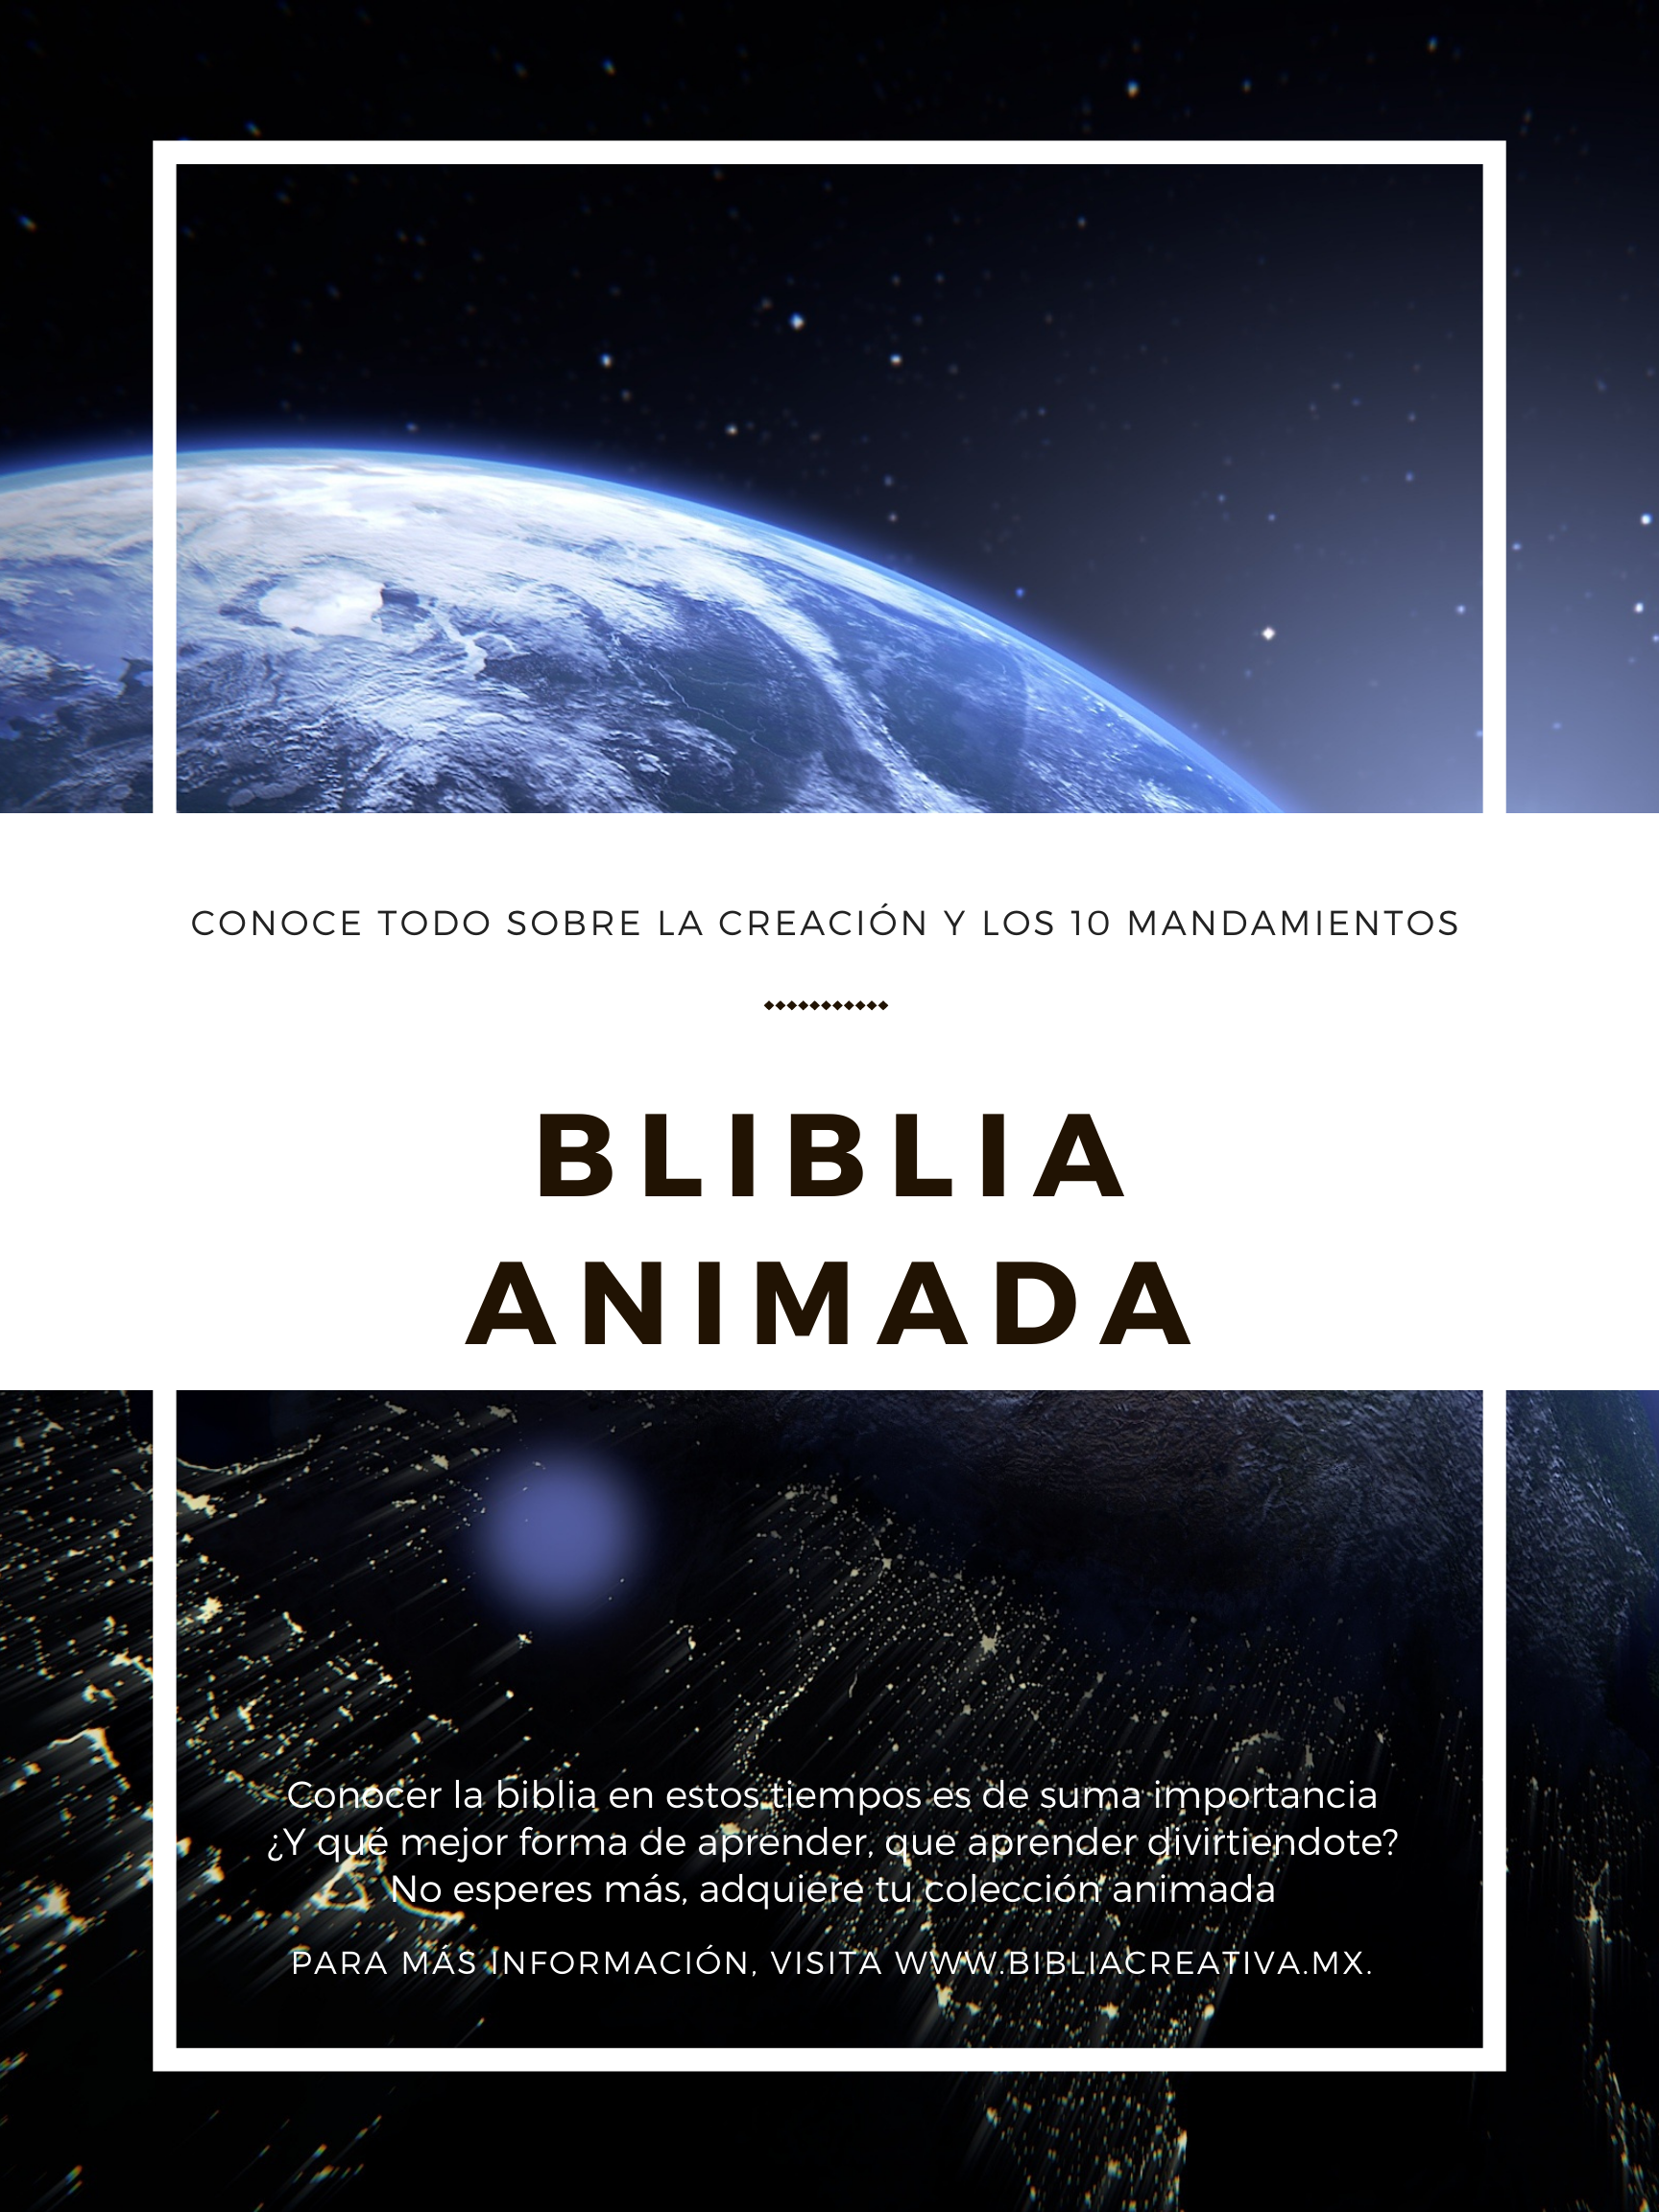 CONOCE TODO SOBRE LA CREACIÓN Y LOS 10 MANDAMIENTOS
BLIBLIA
ANIMADA
Conocer la biblia en estos tiempos es de suma importancia
¿Y qué mejor forma de aprender, que aprender divirtiendote?
No esperes más, adquiere tu colección animada
PARA MÁS INFORMACIÓN, VISITA WWW.BIBLIACREATIVA.MX.